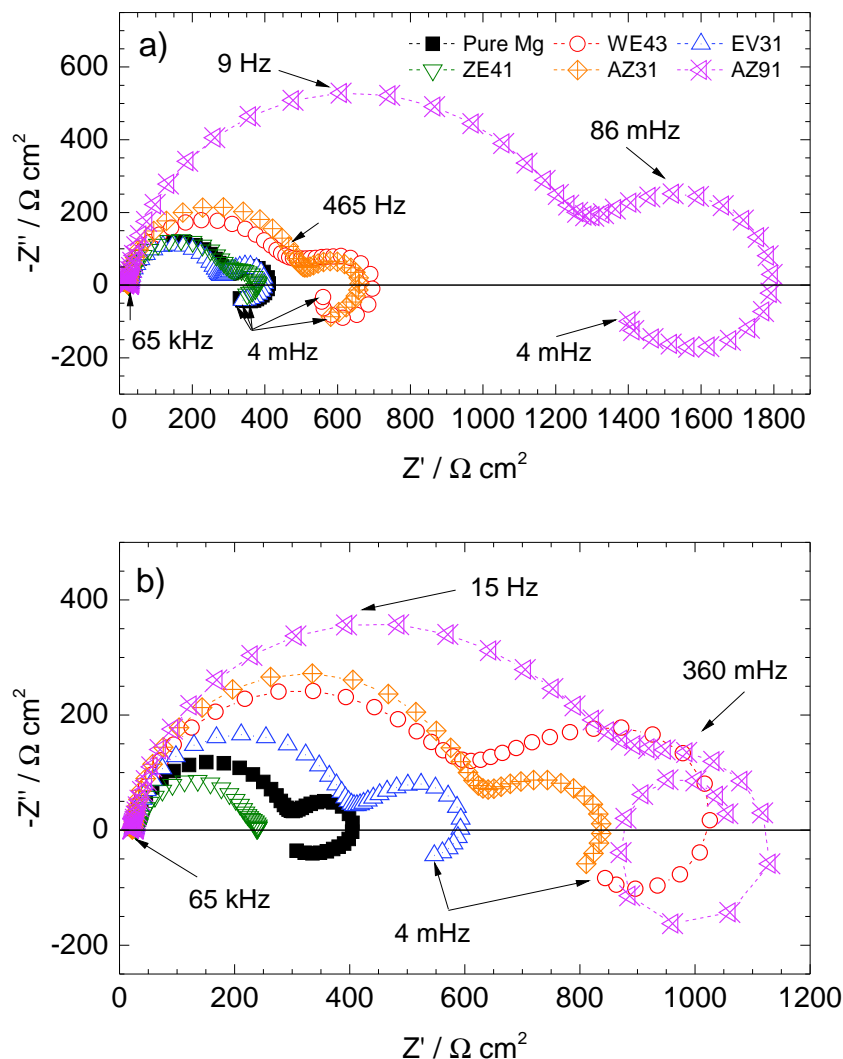 a)
Pure Mg WE43 EV31
ZE41 AZ31 AZ91
9 Hz
86 mHz
465 Hz
65 kHz
4 mHz
4 mHz
600
400
200
0
-200
-Z'' / Ω cm²
0 200 400 600 800 1000 1200 1400 1600 1800
Z' / Ω cm²
b)
15 Hz
360 mHz
65 kHz
4 mHz
400
200
0
-200
-Z'' / Ω cm²
0 200 400 600 800 1000 1200
Z' / Ω cm²